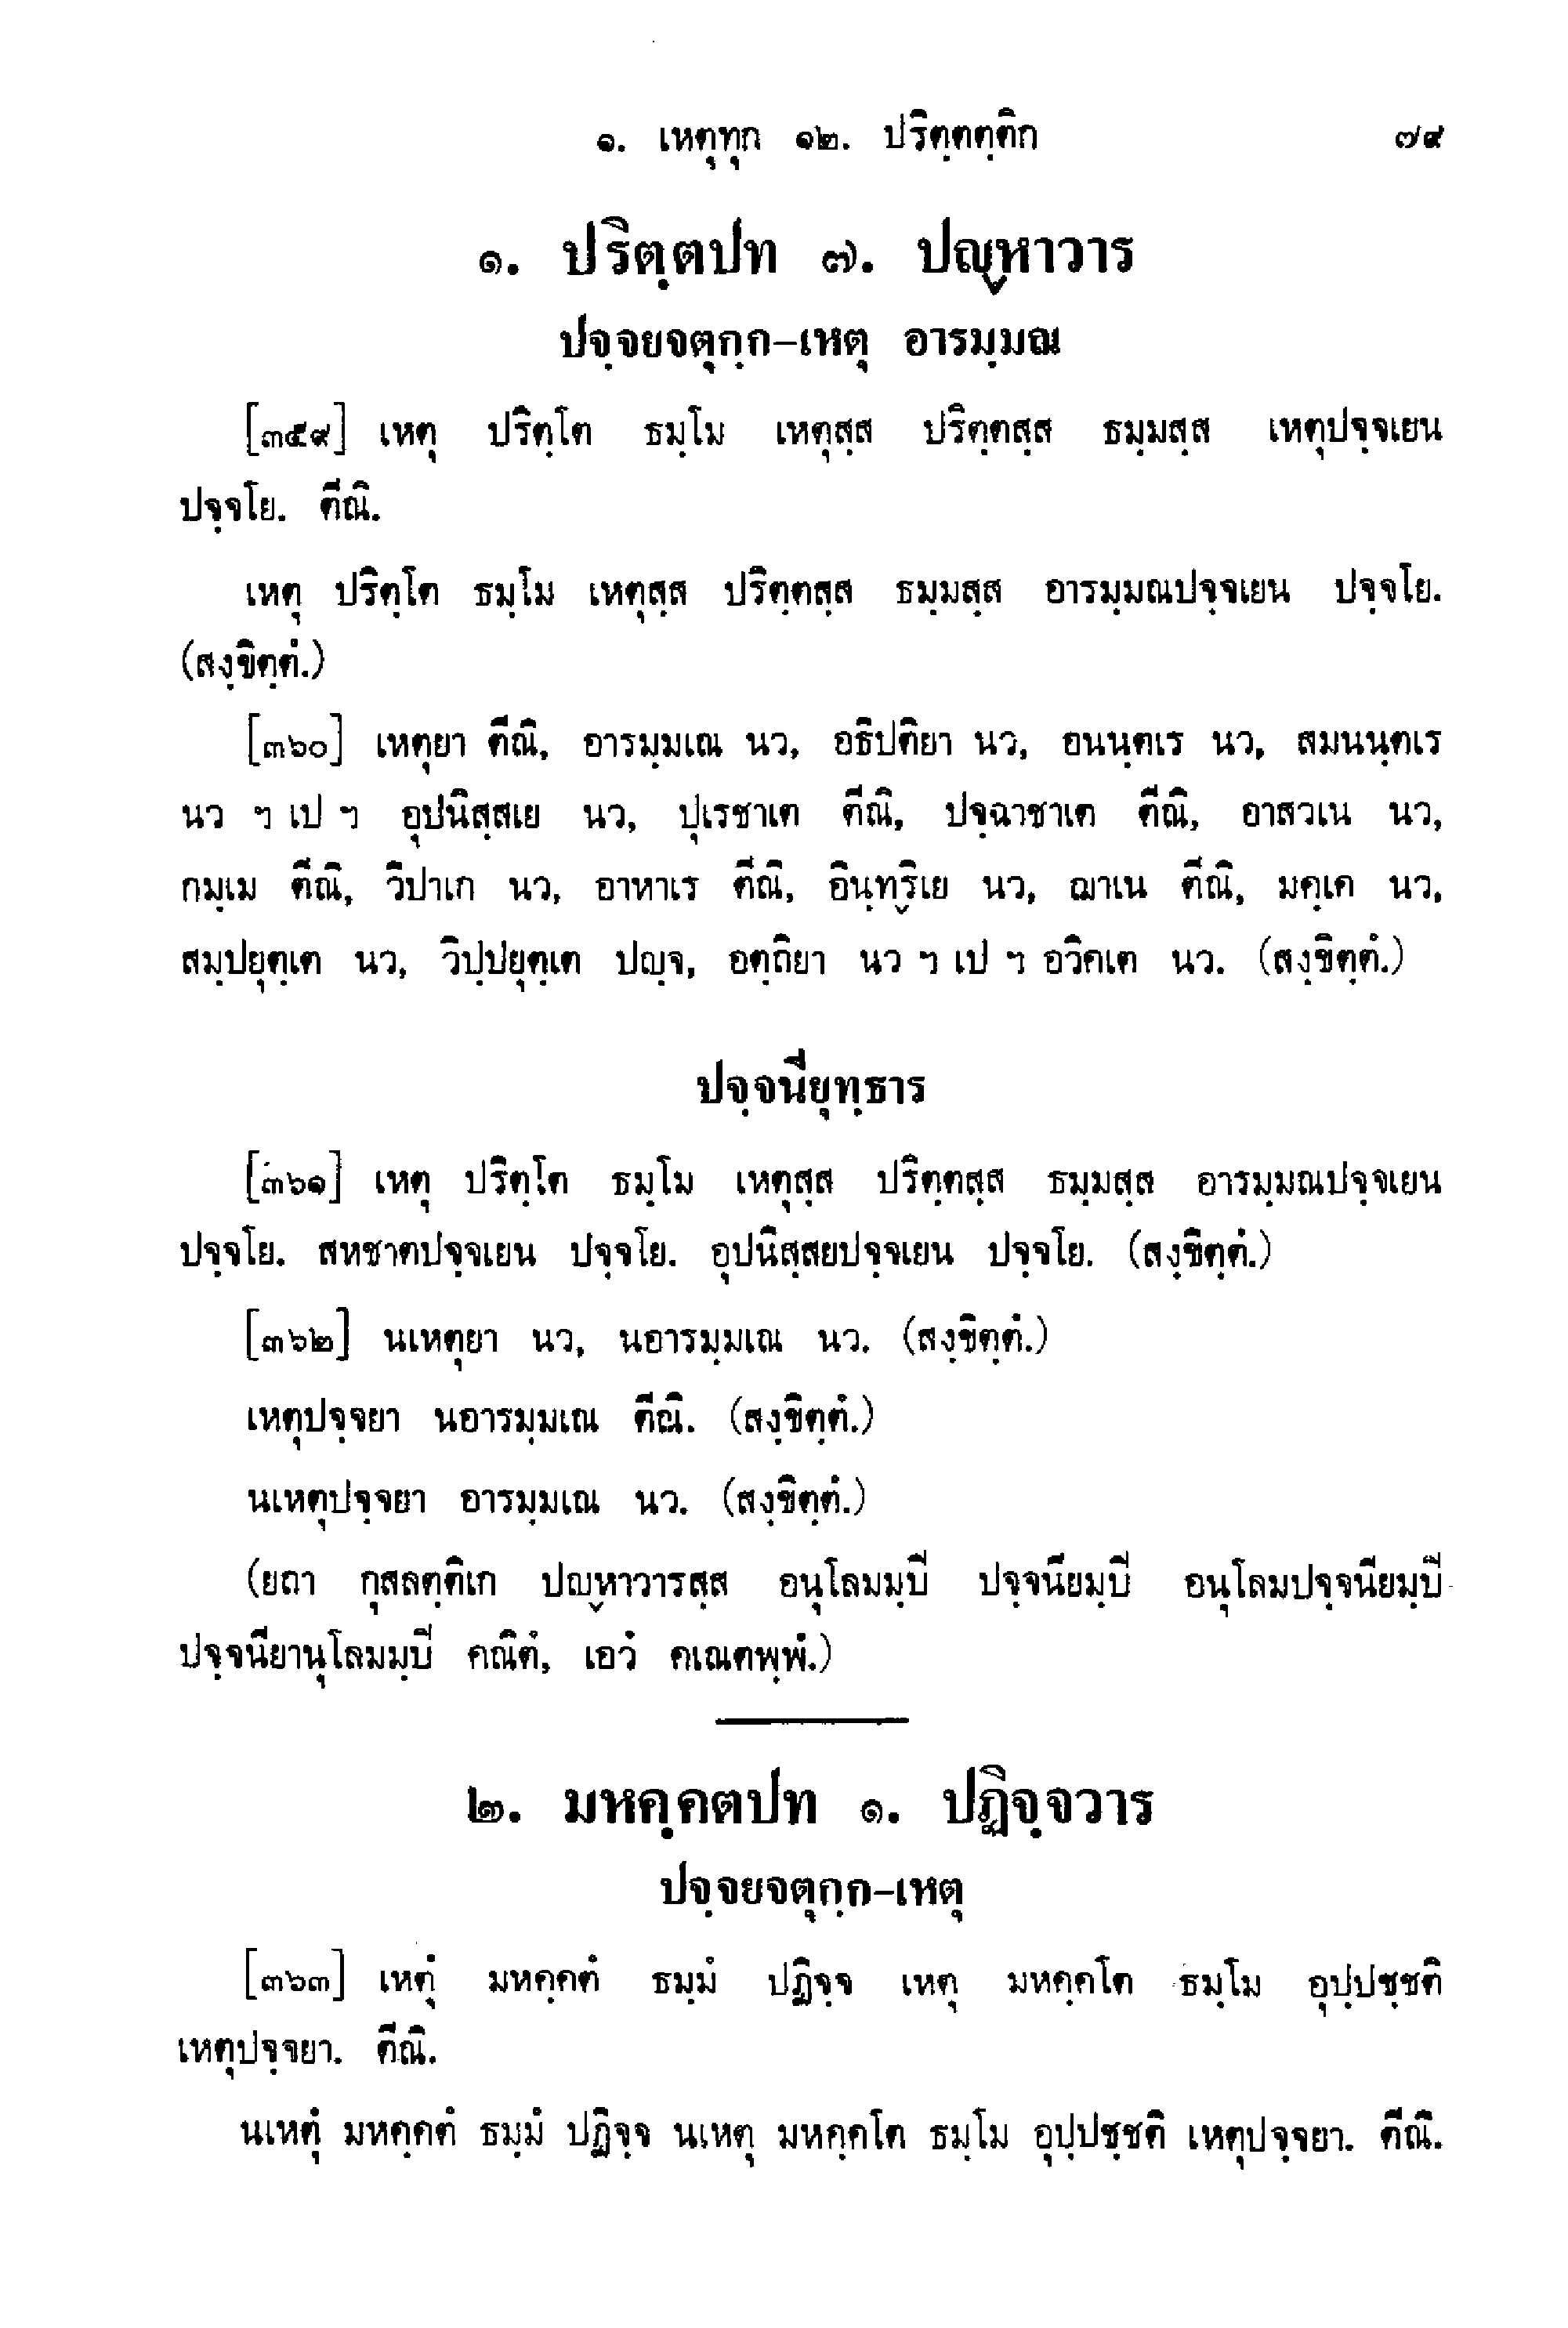 ๑. เหตุทุก ๑๒. ปริตฺตตฺติก ๗๙
๑. ปริตฺตปท ๗. ปญฺหาวาร
ปจฺจยจตุกฺก–เหตุ อารมฺมณ
[๓๕๙] เหตุ ปริตฺโต ธมฺโม เหตุสฺส ปริตฺตสฺส ธมฺมสฺส เหตุปจฺจเยน
ปจฺจโย. ตีณิ.
เหตุ ปริตฺโต ธมฺโม เหตุสฺส ปริตฺตสฺส ธมฺมสฺส อารมฺมณปจฺจเยน ปจฺจโย.
(สงฺขิตฺตํ.)
[๓๖๐] เหตุยา ตีณิ, อารมฺมเณ นว, อธิปติยา นว, อนนฺตเร นว, สมนนฺตเร
นว ฯ เป ฯ อุปนิสฺสเย นว, ปุเรชาเต ตีณิ, ปจฺฉาชาเต ตีณิ, อาสวเน นว,
กมฺเม ตีณิ, วิปาเก นว, อาหาเร ตีณิ, อินฺทฺริเย นว, ฌาเน ตีณิ, มคฺเค นว,
สมฺปยุตฺเต นว, วิปฺปยุตฺเต ปญฺจ, อตฺถิยา นว ฯ เป ฯ อวิคเต นว. (สงฺขิตฺตํ.)
ปจฺจนียุทฺธาร
[๓๖๑] เหตุ ปริตฺโต ธมฺโม เหตุสฺส ปริตฺตสฺส ธมฺมสฺส อารมฺมณปจฺจเยน
ปจฺจโย. สหชาตปจฺจเยน ปจฺจโย. อุปนิสฺสยปจฺจเยน ปจฺจโย. (สงฺขิตฺตํ.)
[๓๖๒] นเหตุยา นว, นอารมฺมเณ นว. (สงฺขิตฺตํ.)
เหตุปจฺจยา นอารมฺมเณ ตีณิ. (สงฺขิตฺตํ.)
นเหตุปจฺจยา อารมฺมเณ นว. (สงฺขิตฺตํ.)
(ยถา กุสลตฺติเก ปญฺหาวารสฺส อนุโลมมฺปี ปจฺจนียมฺปี อนุโลมปจฺจนียมฺปี
ปจฺจนียานุโลมมฺปี คณิตํ, เอวํ คเณตพฺพํ.)
๒. มหคฺคตปท ๑. ปฏิจฺจวาร
ปจฺจยจตุกฺก–เหตุ
[๓๖๓] เหตุํ มหคฺคตํ ธมฺมํ ปฏิจฺจ เหตุ มหคฺคโต ธมฺโม อุปฺปชฺชติ
เหตุปจฺจยา. ตีณิ.
นเหตุํ มหคฺคตํ ธมฺมํ ปฏิจฺจ นเหตุ มหคฺคโต ธมฺโม อุปฺปชฺชติ เหตุปจฺจยา. ตีณิ.